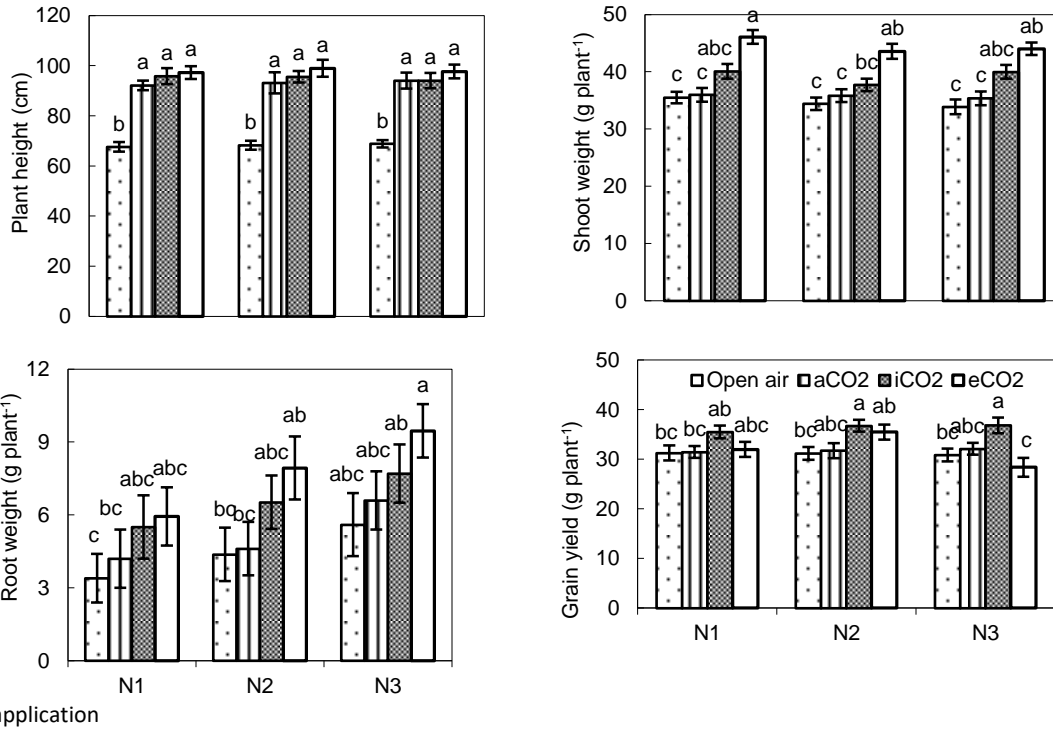 Plant height (cm)
120
100
80
60
40
20
0
b
a
a
a
b
a
a
a
b
a
a
a
Shoot weight (g plant-1)
50
40
30
20
10
0
c
c
abc
a
c
c
bc
ab
c
c
abc
ab
Root weight (g plant-1)
12
9
6
3
0
c
bc
abc
abc
bc
bc
abc
ab
abc
abc
ab
a
N1 N2 N3
Grain yield (g plant-1)
50
40
30
20
10
0
Open air aCO2 iCO2 eCO2
bc
bc
ab
abc
bc
abc
a
ab
bc
abc
a
c
N1 N2 N3
application